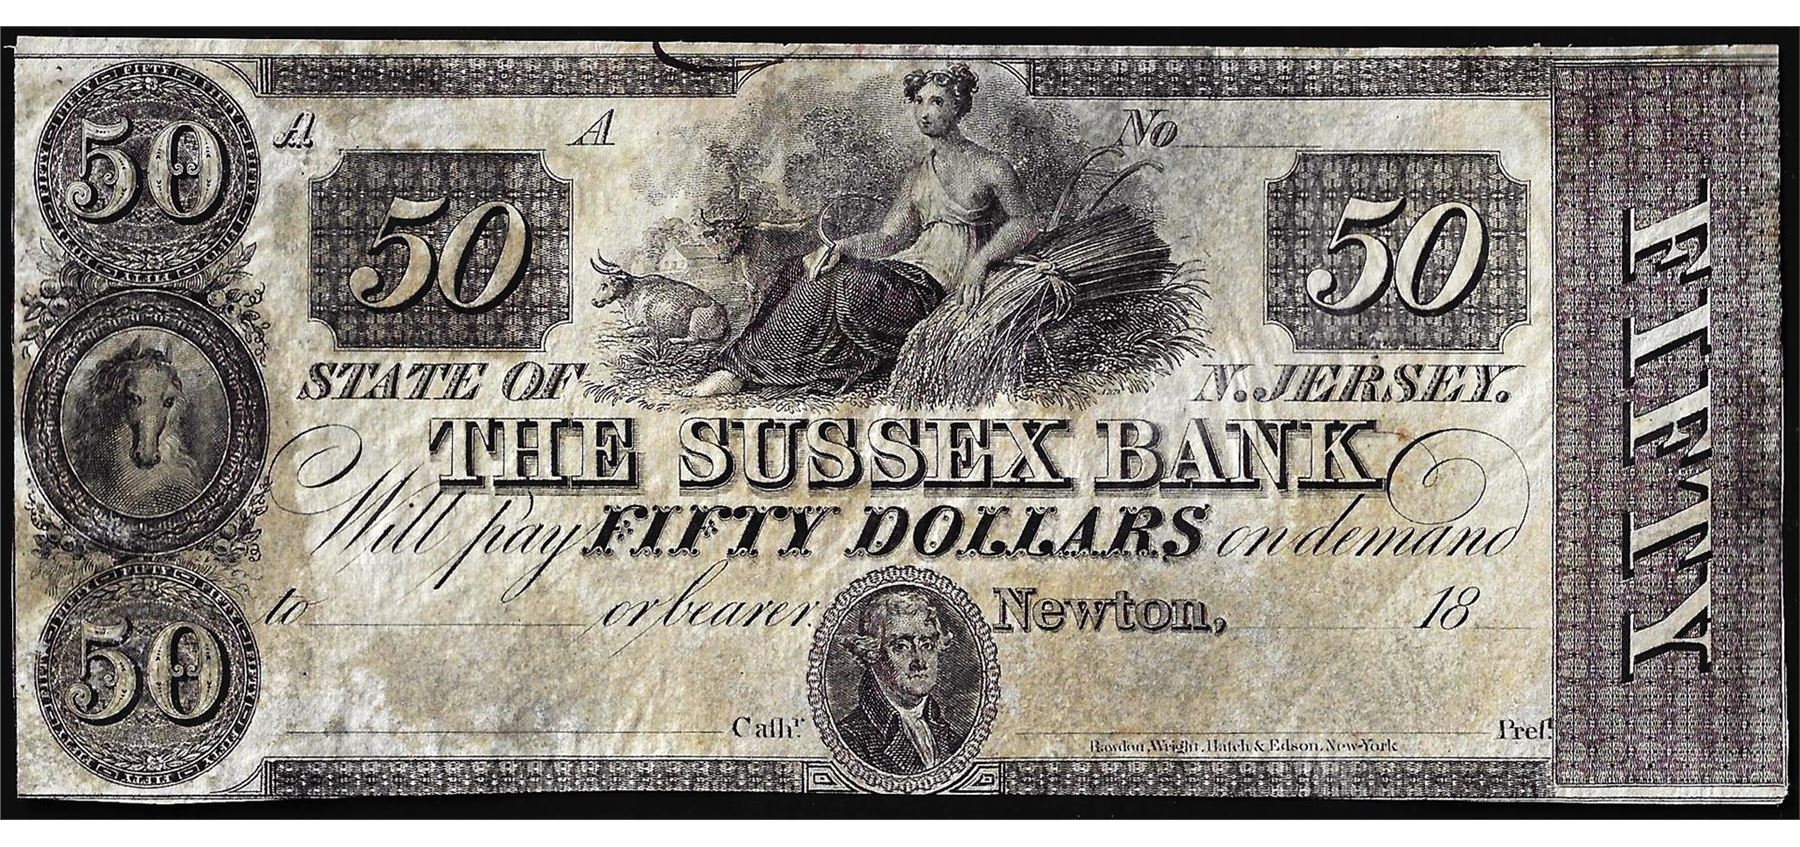 50
A A No
50 50
STATE OF N. JERSEY.
THE SUSSEX BANK
Will pay FIFTY DOLLARS on demand
to or bearer. Newton, 18
50
Cashr. Prest.
Rawdon, Wright, Hatch & Edson, New-York
FIFTY